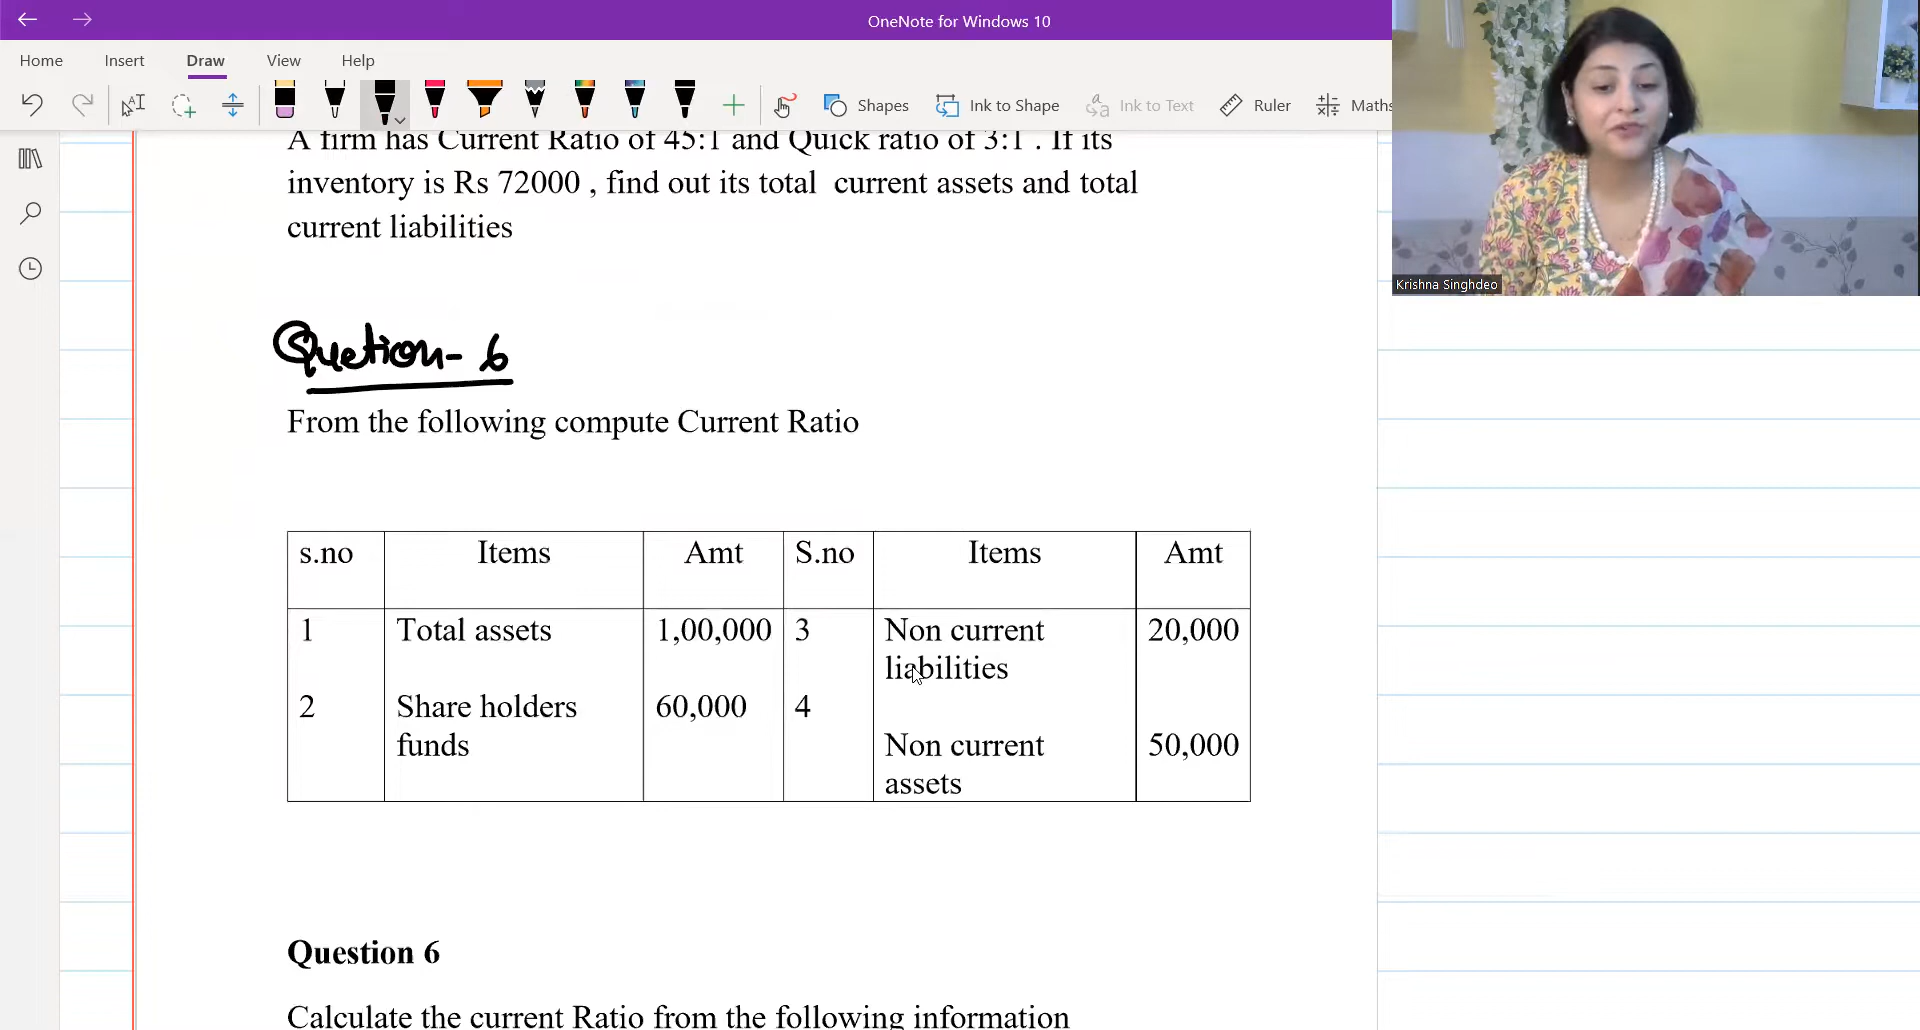 OneNote for Windows 10
Home Insert Draw View Help
Shapes Ink to Shape Ink to Text Ruler Maths
A firm has Current Ratio of 45:1 and Quick ratio of 3:1 . If its
inventory is Rs 72000 , find out its total current assets and total
current liabilities
Quetion- 6
From the following compute Current Ratio
s.no Items Amt S.no Items Amt
1 Total assets 1,00,000 3 Non current 20,000
liabilities
2 Share holders 60,000 4
funds Non current 50,000
assets
Question 6
Calculate the current Ratio from the following information
Krishna Singhdeo